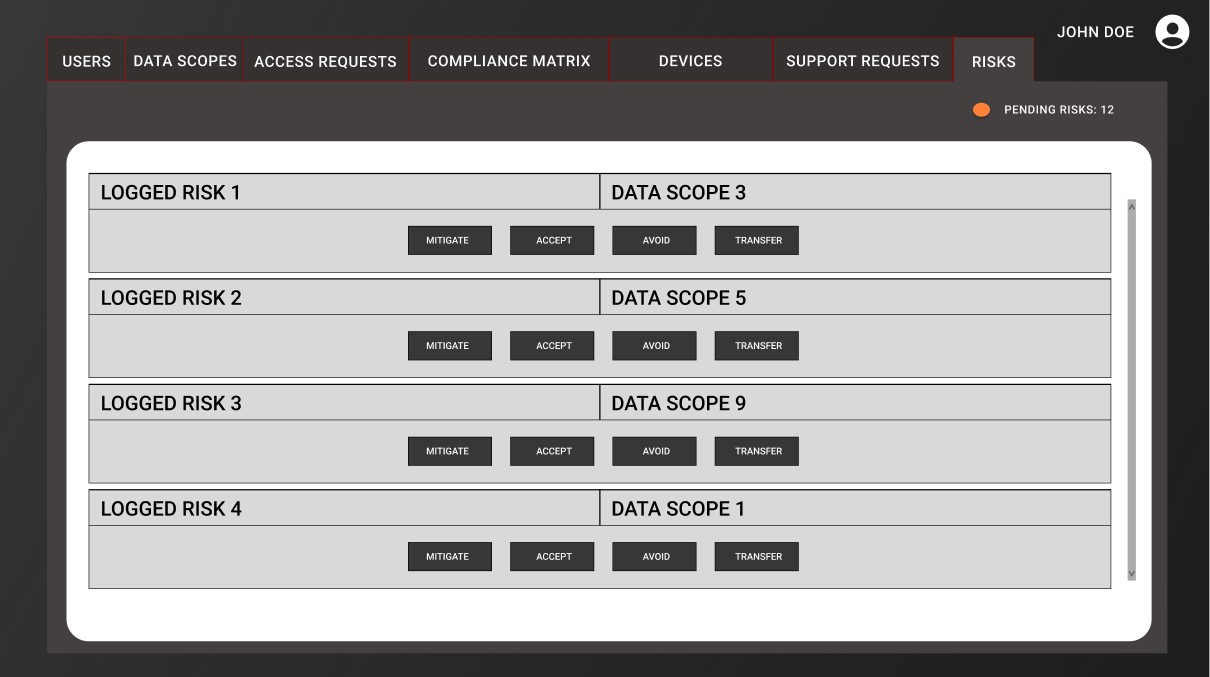 JOHN DOE
USERS DATA SCOPES ACCESS REQUESTS COMPLIANCE MATRIX DEVICES SUPPORT REQUESTS RISKS
PENDING RISKS: 12
LOGGED RISK 1 DATA SCOPE 3
MITIGATE ACCEPT AVOID TRANSFER
LOGGED RISK 2 DATA SCOPE 5
MITIGATE ACCEPT AVOID TRANSFER
LOGGED RISK 3 DATA SCOPE 9
MITIGATE ACCEPT AVOID TRANSFER
LOGGED RISK 4 DATA SCOPE 1
MITIGATE ACCEPT AVOID TRANSFER